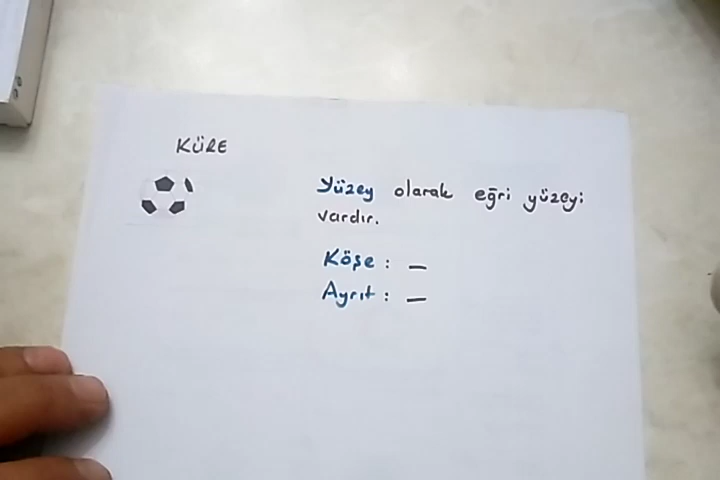 KÜRE
Yüzey olarak eğri yüzeyi
vardır.
Köşe : —
Ayrıt : —